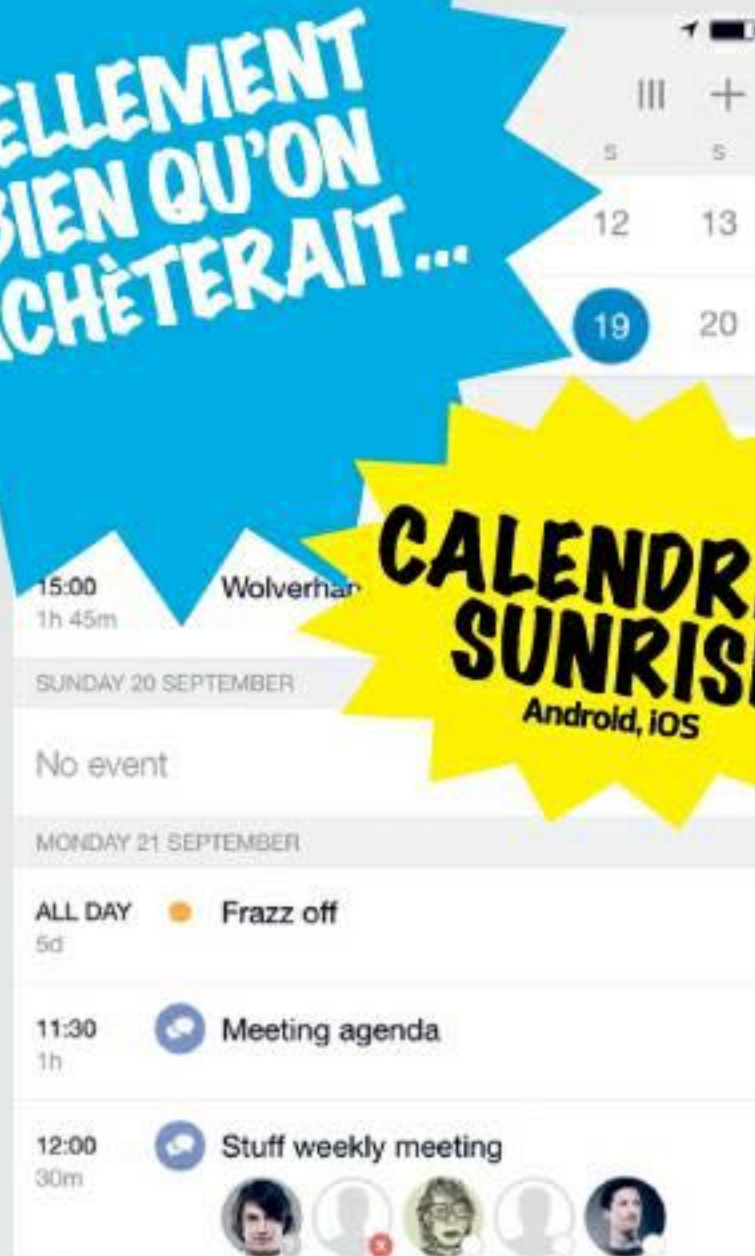 ELLEMENT
BIEN QU'ON
CHÈTERAIT...
S S
12 13
19 20
CALENDR
SUNRIS
Android, iOS
15:00 Wolverhan
1h 45m
SUNDAY 20 SEPTEMBER
No event
MONDAY 21 SEPTEMBER
ALL DAY Frazz off
5d
11:30 Meeting agenda
1h
12:00 Stuff weekly meeting
30m